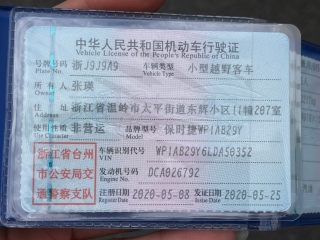 中华人民共和国机动车行驶证
Vehicle License of the People's Republic of China
号牌号码 浙J9J9A9 车辆类型 小型越野客车
Plate No. Vehicle Type
所有人 张瑛
住址 浙江省温岭市太平街道东辉小区11幢207室
使用性质 非营运 品牌型号 保时捷WP1AB29Y
浙江省台州 车辆识别代号 WP1AB29Y6LDA50352
VIN
市公安局交 发动机号码 DCA026792
Engine No.
通警察支队 注册日期 2020-05-08 发证日期 2020-05-25
Register Date Issue Date